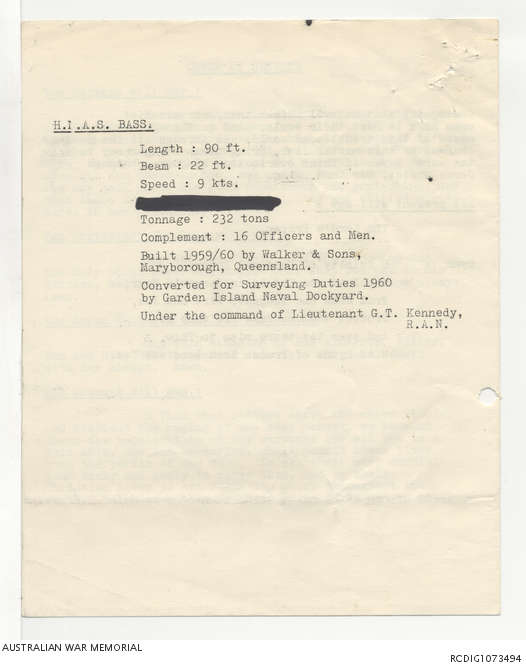 H.I.A.S. BASS.
Length : 90 ft.
Beam : 22 ft.
Speed : 9 kts.
Tonnage : 232 tons
Complement : 16 Officers and Men.
Built 1959/60 by Walker & Sons,
Maryborough, Queensland.
Converted for Surveying Duties 1960
by Garden Island Naval Dockyard.
Under the command of Lieutenant G.T. Kennedy,
R.A.N.
AUSTRALIAN WAR MEMORIAL
RCDIG1073494